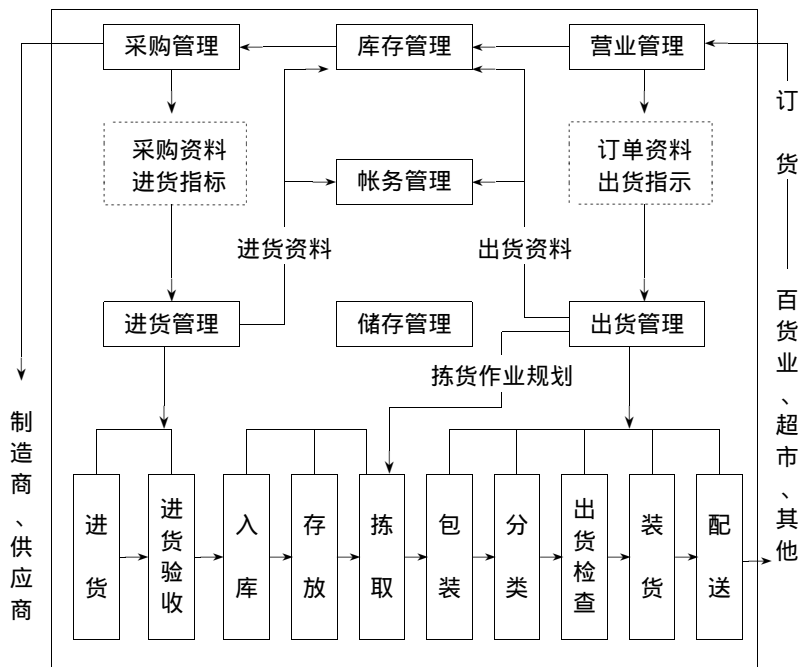 采购管理
库存管理
营业管理
订货
采购资料
进货指标
帐务管理
订单资料
出货指示
进货资料
出货资料
进货管理
储存管理
出货管理
拣货作业规划
制造商、供应商
百货业、超市、其他
进货
进货验收
入库
存放
拣取
包装
分类
出货检查
装货
配送